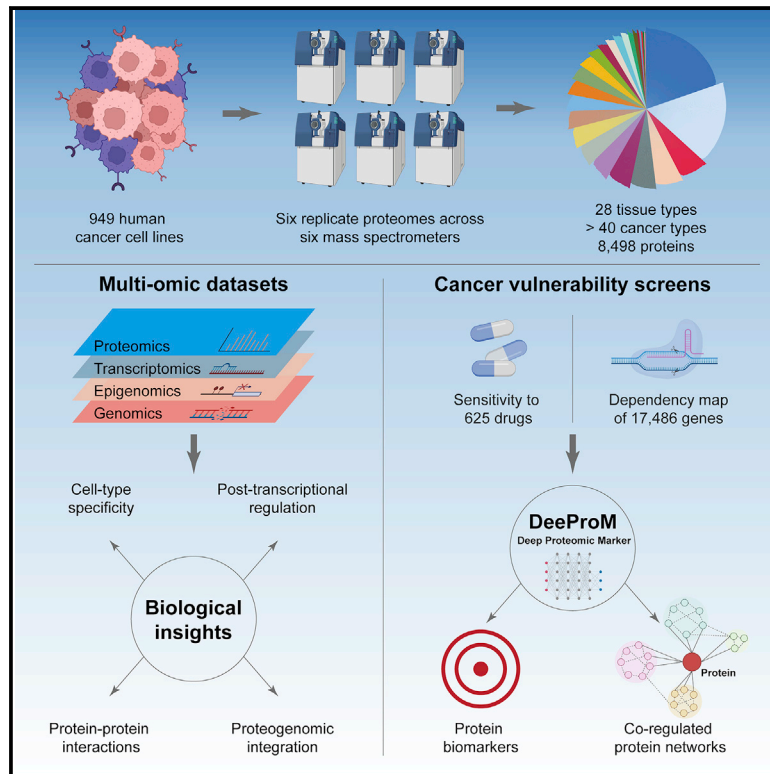 949 human
cancer cell lines
Six replicate proteomes across
six mass spectrometers
28 tissue types
> 40 cancer types
8,498 proteins
Multi-omic datasets
Proteomics
Transcriptomics
Epigenomics
Genomics
Cell-type
specificity
Post-transcriptional
regulation
Biological
insights
Protein-protein
interactions
Proteogenomic
integration
Cancer vulnerability screens
Sensitivity to
625 drugs
Dependency map
of 17,486 genes
DeeProM
Deep Proteomic Marker
Protein
Protein
biomarkers
Co-regulated
protein networks